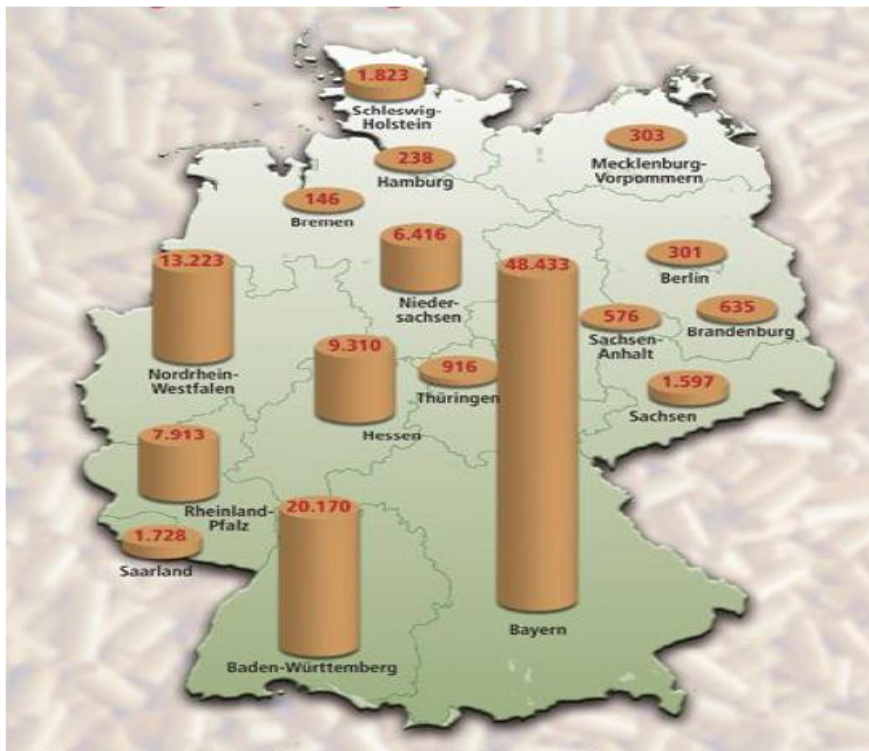 1.823
Schleswig-
Holstein
303
Mecklenburg-
Vorpommern
238
Hamburg
146
Bremen
6.416
Nieder-
sachsen
13.223
Nordrhein-
Westfalen
48.433
Bayern
301
Berlin
576
Sachsen-
Anhalt
635
Brandenburg
9.310
Hessen
916
Thüringen
1.597
Sachsen
7.913
Rheinland-
Pfalz
20.170
Baden-Württemberg
1.728
Saarland